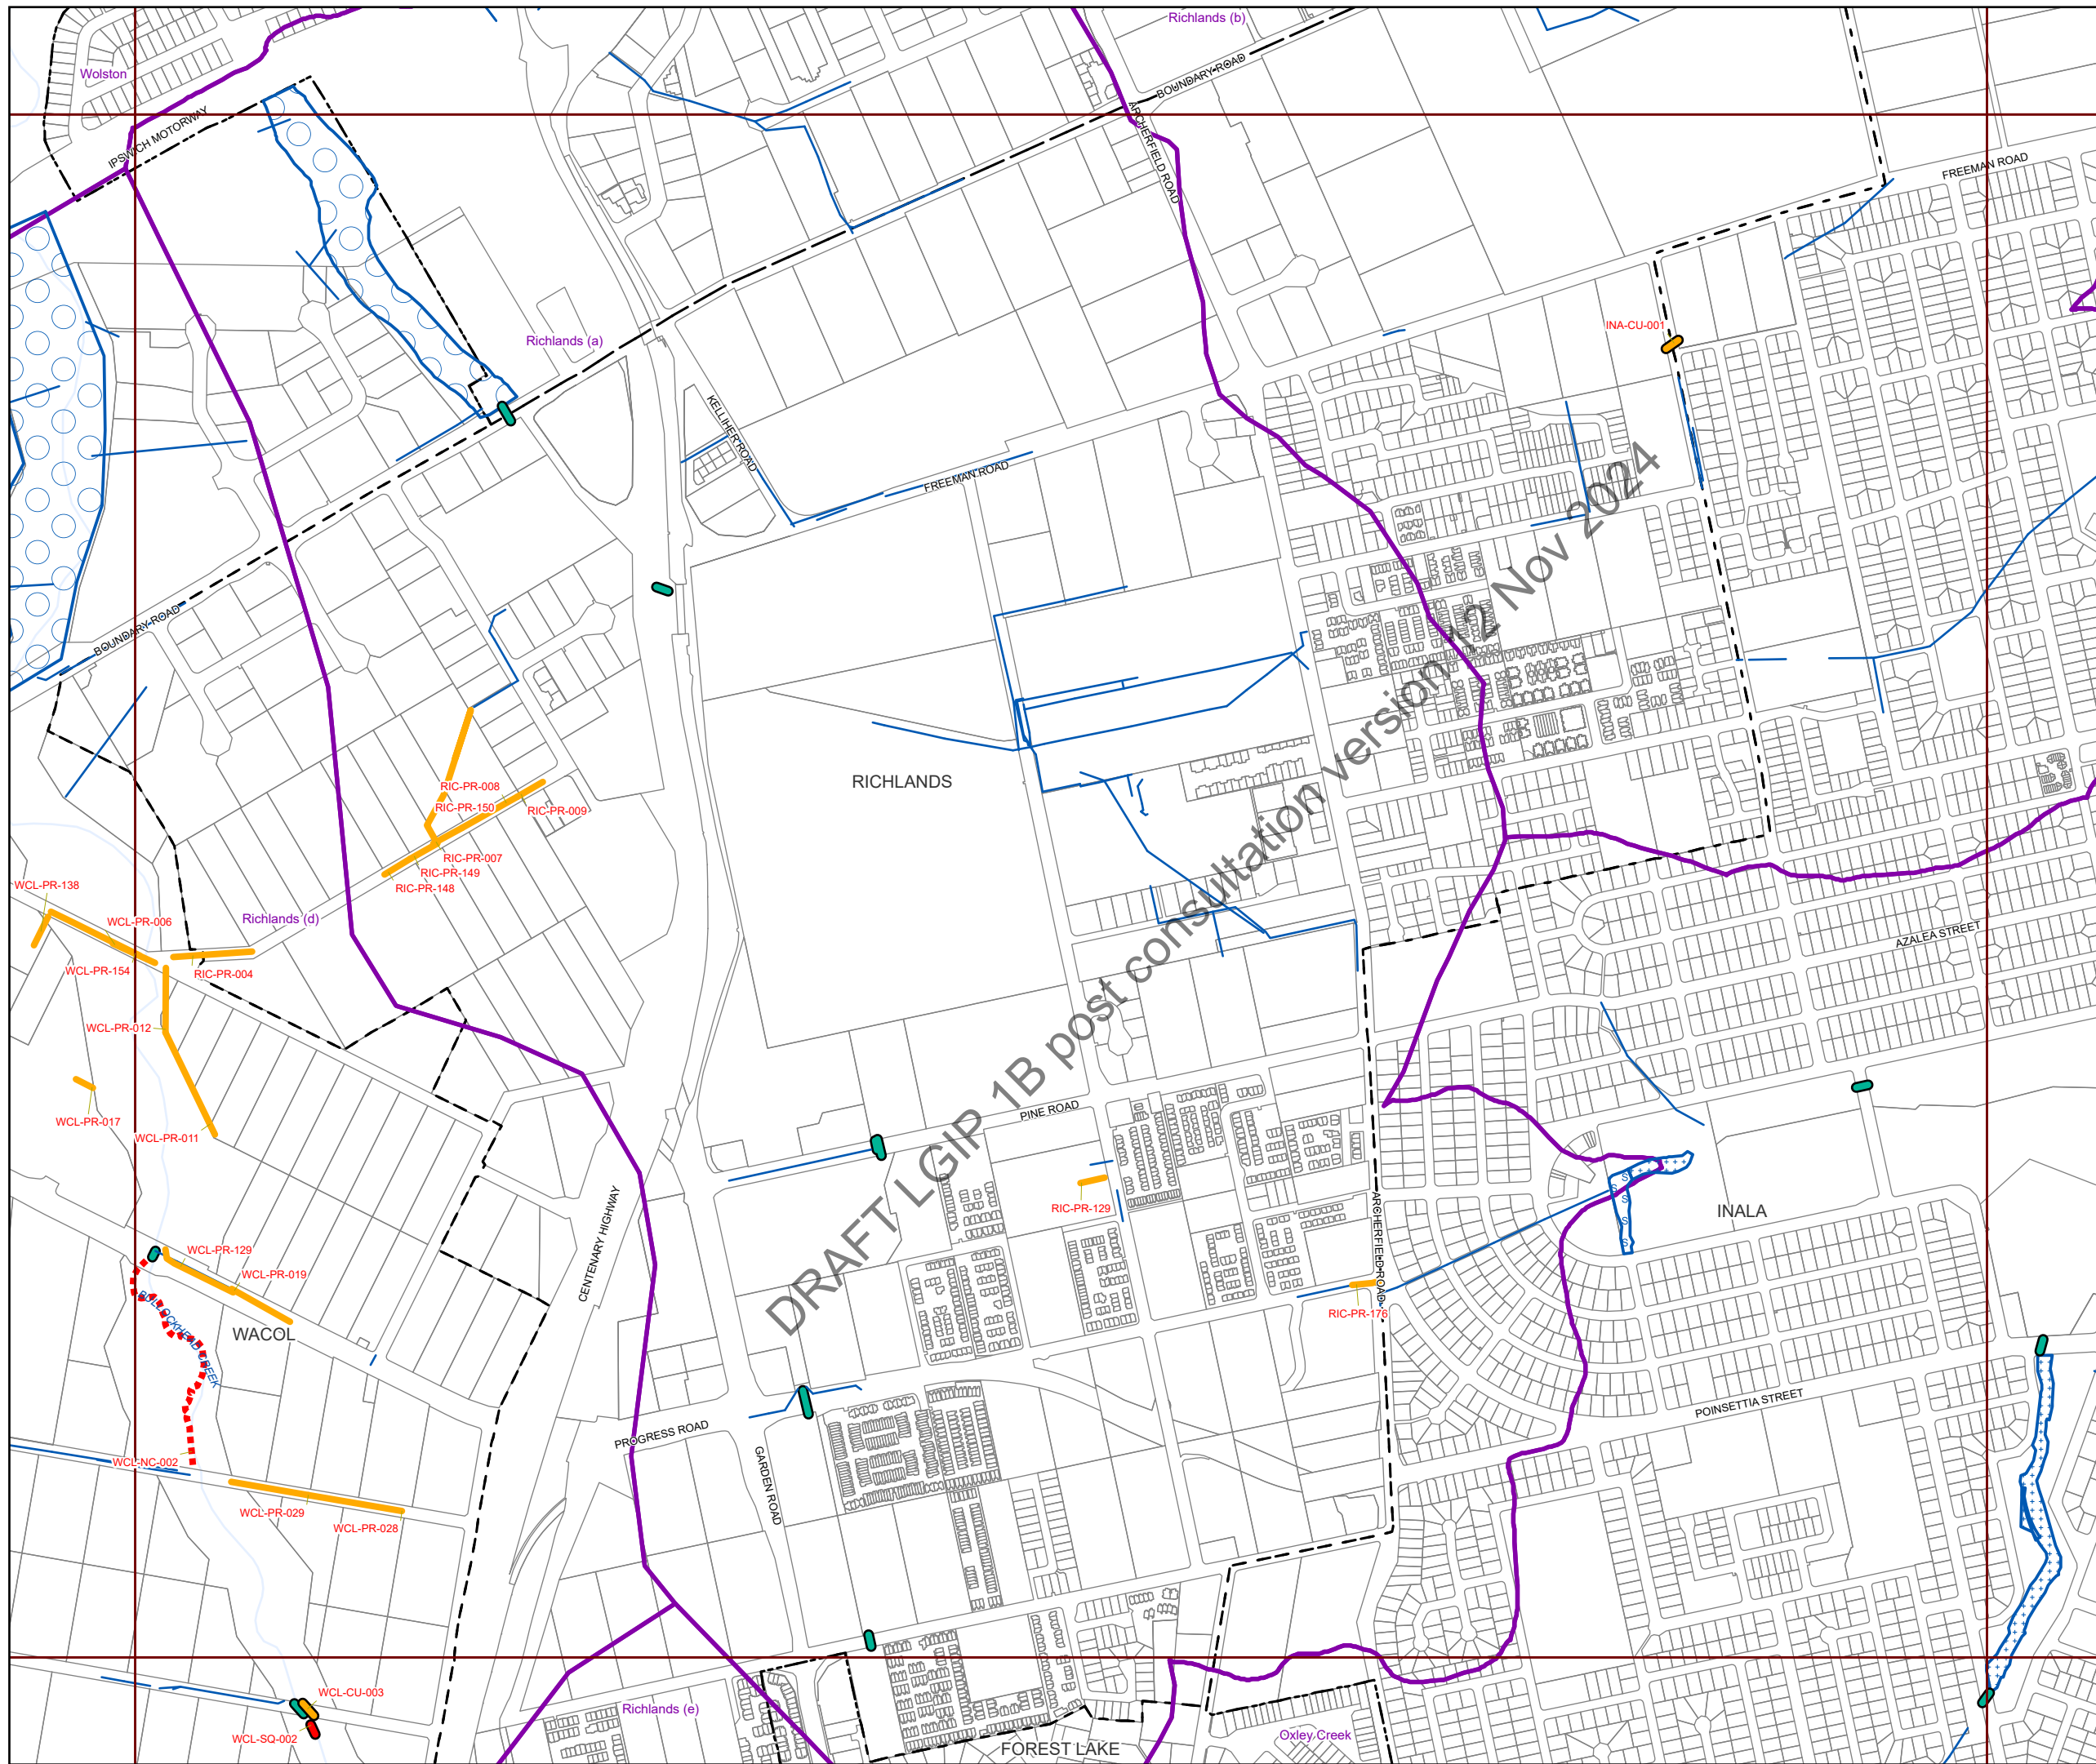 Richlands (b)
Wolston
BOUNDARY ROAD
IPSWICH MOTORWAY
ARCHERFIELD ROAD
FREEMAN ROAD
INA-CU-001
Richlands (a)
KELLIHER ROAD
FREEMAN ROAD
BOUNDARY ROAD
RICHLANDS
RIC-PR-008
RIC-PR-150
RIC-PR-009
RIC-PR-007
RIC-PR-149
RIC-PR-148
WCL-PR-138
WCL-PR-006
Richlands (d)
WCL-PR-154
RIC-PR-004
AZALEA STREET
WCL-PR-012
WCL-PR-017
WCL-PR-011
PINE ROAD
DRAFT LGIP 1B post consultation version 12 Nov 2024
RIC-PR-129
INALA
S
S
S
S
S
ARCHERFIELD ROAD
CENTENARY HIGHWAY
WCL-PR-129
WCL-PR-019
BULLOCKHEAD CREEK
WACOL
RIC-PR-176
POINSETTIA STREET
PROGRESS ROAD
GARDEN ROAD
WCL-NC-002
WCL-PR-029
WCL-PR-028
WCL-CU-003
WCL-SQ-002
Richlands (e)
Oxley Creek
FOREST LAKE